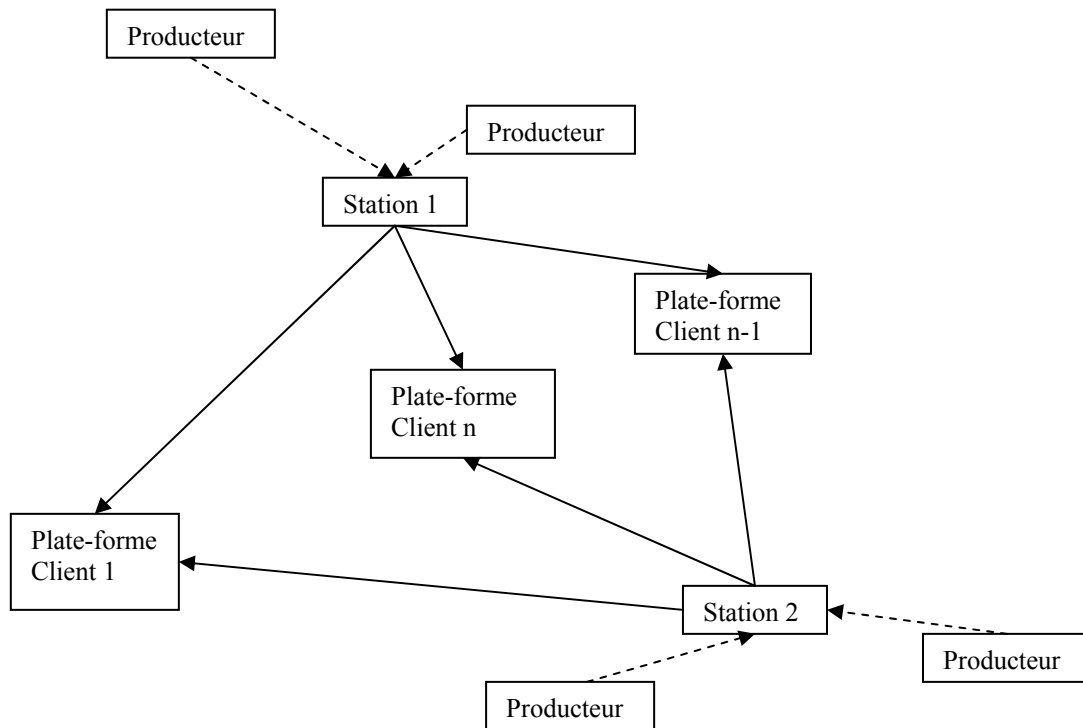 Producteur
Producteur
Station 1
Plate-forme
Client n-1
Plate-forme
Client n
Plate-forme
Client 1
Station 2
Producteur
Producteur